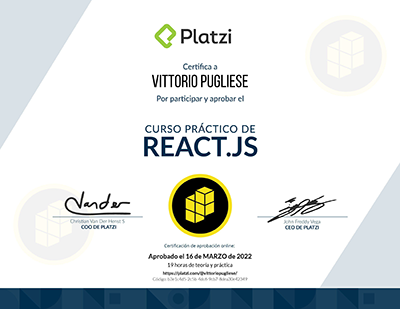 Platzi
Certifica a
VITTORIO PUGLIESE
Por participar y aprobar el
CURSO PRÁCTICO DE
REACT.JS
Christian Van Der Henst S.
COO DE PLATZI
John Freddy Vega
CEO DE PLATZI
Certificación de aprobación online:
Aprobado el 16 de MARZO de 2022
19 horas de teoría y práctica
https://platzi.com/@vittoriopugliese/
Código: